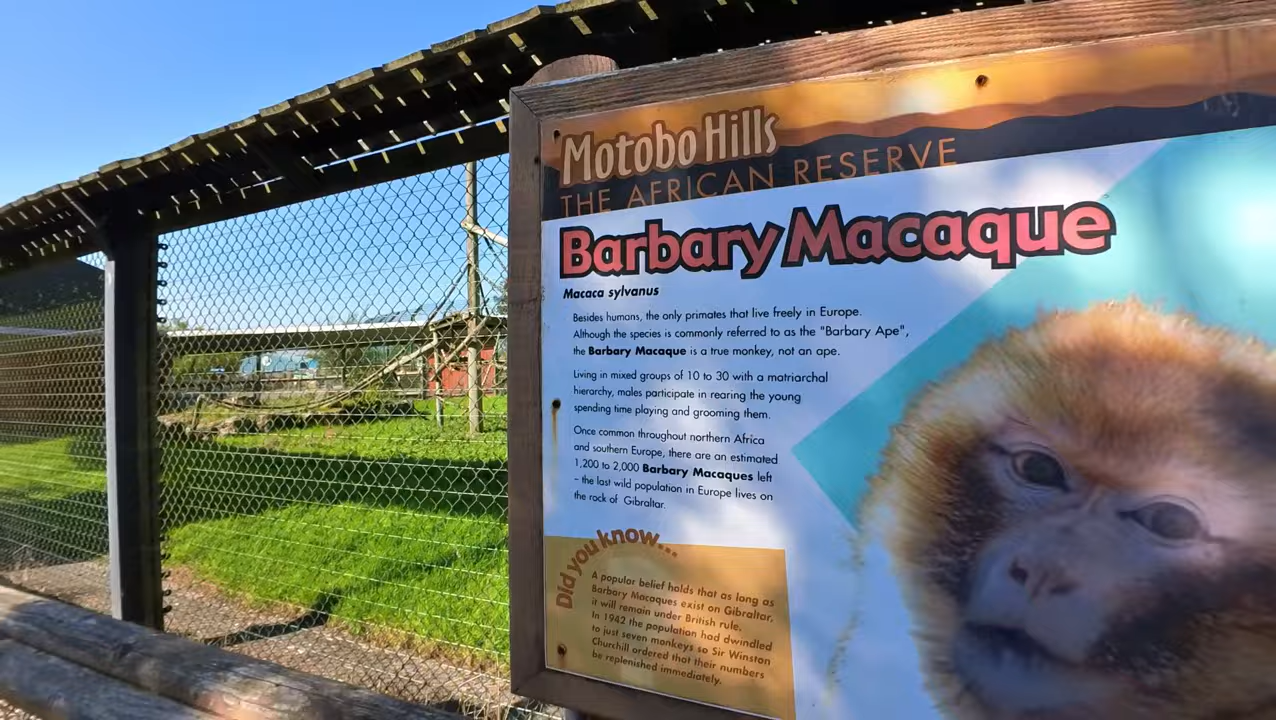 Motobo Hills
THE AFRICAN RESERVE
Barbary Macaque
Macaca sylvanus
Besides humans, the only primates that live freely in Europe.
Although the species is commonly referred to as the "Barbary Ape",
the Barbary Macaque is a true monkey, not an ape.
Living in mixed groups of 10 to 30 with a matriarchal
hierarchy, males participate in rearing the young
spending time playing and grooming them.
Once common throughout northern Africa
and southern Europe, there are an estimated
1,200 to 2,000 Barbary Macaques left
– the last wild population in Europe lives on
the rock of Gibraltar.
Did you know...
A popular belief holds that as long as
Barbary Macaques exist on Gibraltar,
it will remain under British rule.
In 1942 the population had dwindled
to just seven monkeys so Sir Winston
Churchill ordered that their numbers
be replenished immediately.